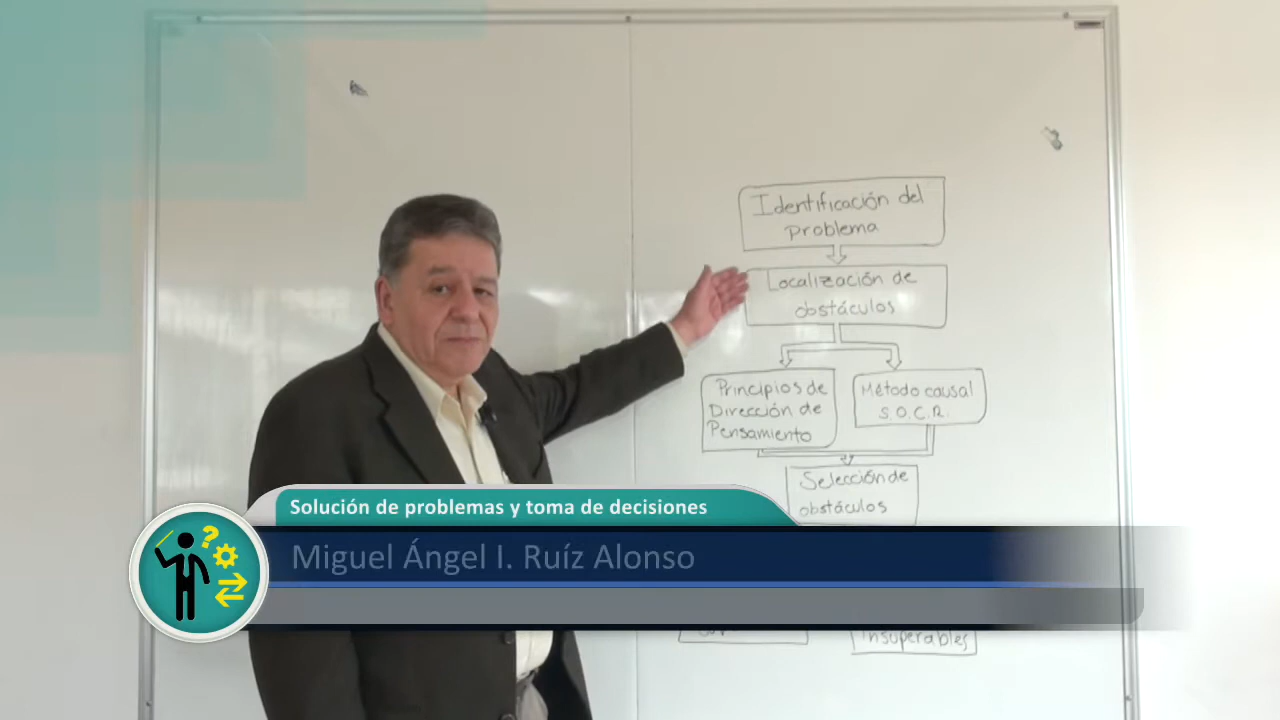 Identificación del
problema
Localización de
obstáculos
Principios de
Dirección de
Pensamiento
Método causal
S.O.C.R.
Selección de
obstáculos
Solución de problemas y toma de decisiones
Miguel Ángel I. Ruíz Alonso
insuperables